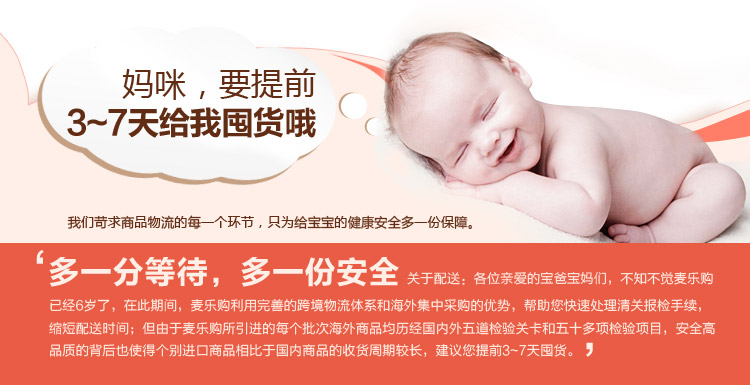 妈咪，要提前
3~7天给我囤货哦
我们苛求商品物流的每一个环节，只为给宝宝的健康安全多一份保障。
‘多一分等待，多一份安全 关于配送：各位亲爱的宝爸宝妈们，不知不觉麦乐购
已经6岁了，在此期间，麦乐购利用完善的跨境物流体系和海外集中采购的优势，帮助您快速处理清关报检手续，
缩短配送时间；但由于麦乐购所引进的每个批次海外商品均历经国内外五道检验关卡和五十多项检验项目，安全高
品质的背后也使得个别进口商品相比于国内商品的收货周期较长，建议您提前3~7天囤货。’